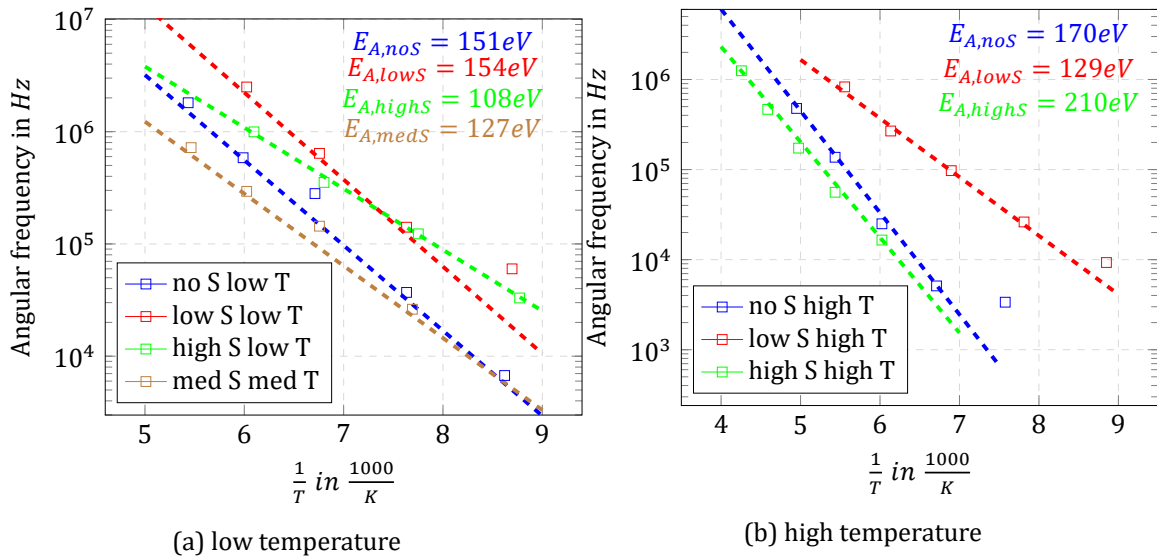 E_{A,noS} = 151eV
E_{A,lowS} = 154eV
E_{A,highS} = 108eV
E_{A,medS} = 127eV
10^7
10^6
10^5
10^4
Angular frequency in Hz
no S low T
low S low T
high S low T
med S med T
5 6 7 8 9
\frac{1}{T} in \frac{1000}{K}
(a) low temperature
E_{A,noS} = 170eV
E_{A,lowS} = 129eV
E_{A,highS} = 210eV
10^6
10^5
10^4
10^3
Angular frequency in Hz
no S high T
low S high T
high S high T
4 5 6 7 8 9
\frac{1}{T} in \frac{1000}{K}
(b) high temperature